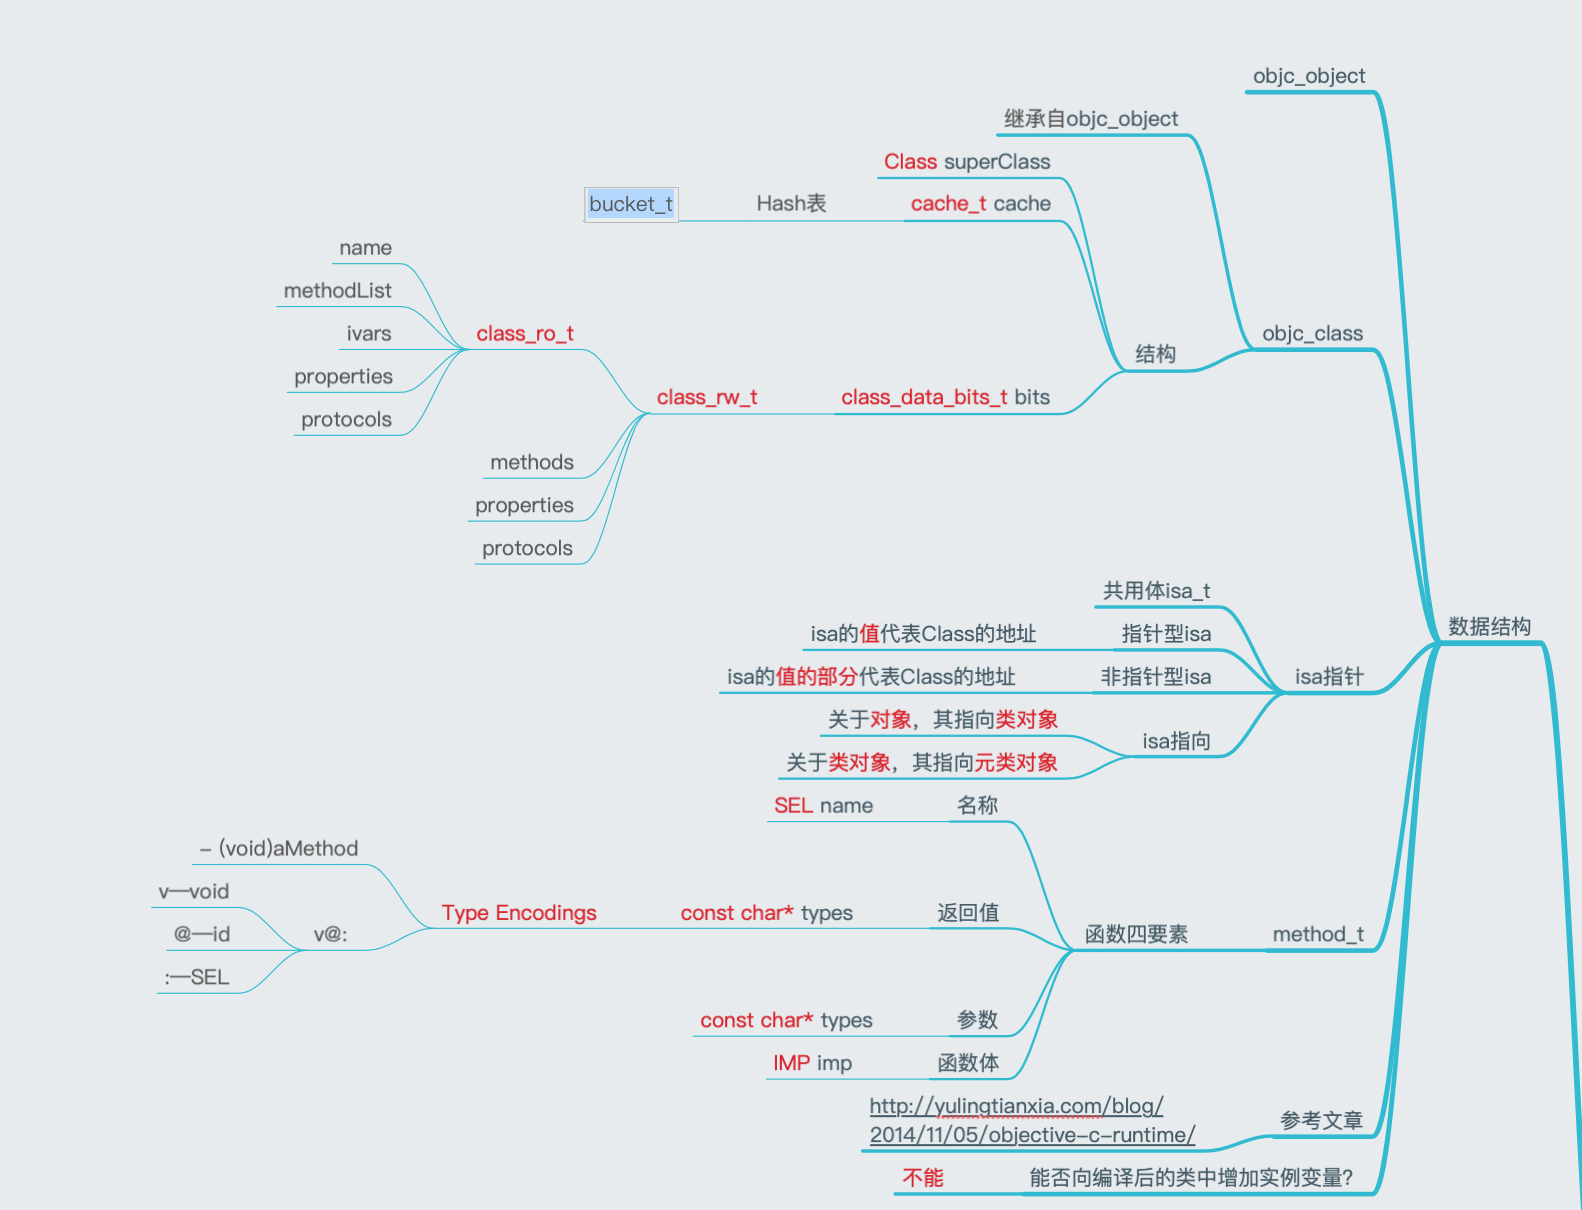 objc_object
继承自objc_object
Class superClass
bucket_t
Hash表
cache_t cache
name
methodList
ivars
class_ro_t
objc_class
结构
properties
class_rw_t
class_data_bits_t bits
protocols
methods
properties
protocols
共用体isa_t
数据结构
isa的值代表Class的地址
指针型isa
isa的值的部分代表Class的地址
非指针型isa
isa指针
关于对象，其指向类对象
isa指向
关于类对象，其指向元类对象
SEL name
名称
- (void)aMethod
v—void
Type Encodings
const char* types
返回值
@—id
v@:
函数四要素
method_t
:—SEL
const char* types
参数
IMP imp
函数体
http://yulingtianxia.com/blog/
2014/11/05/objective-c-runtime/
参考文章
不能
能否向编译后的类中增加实例变量?